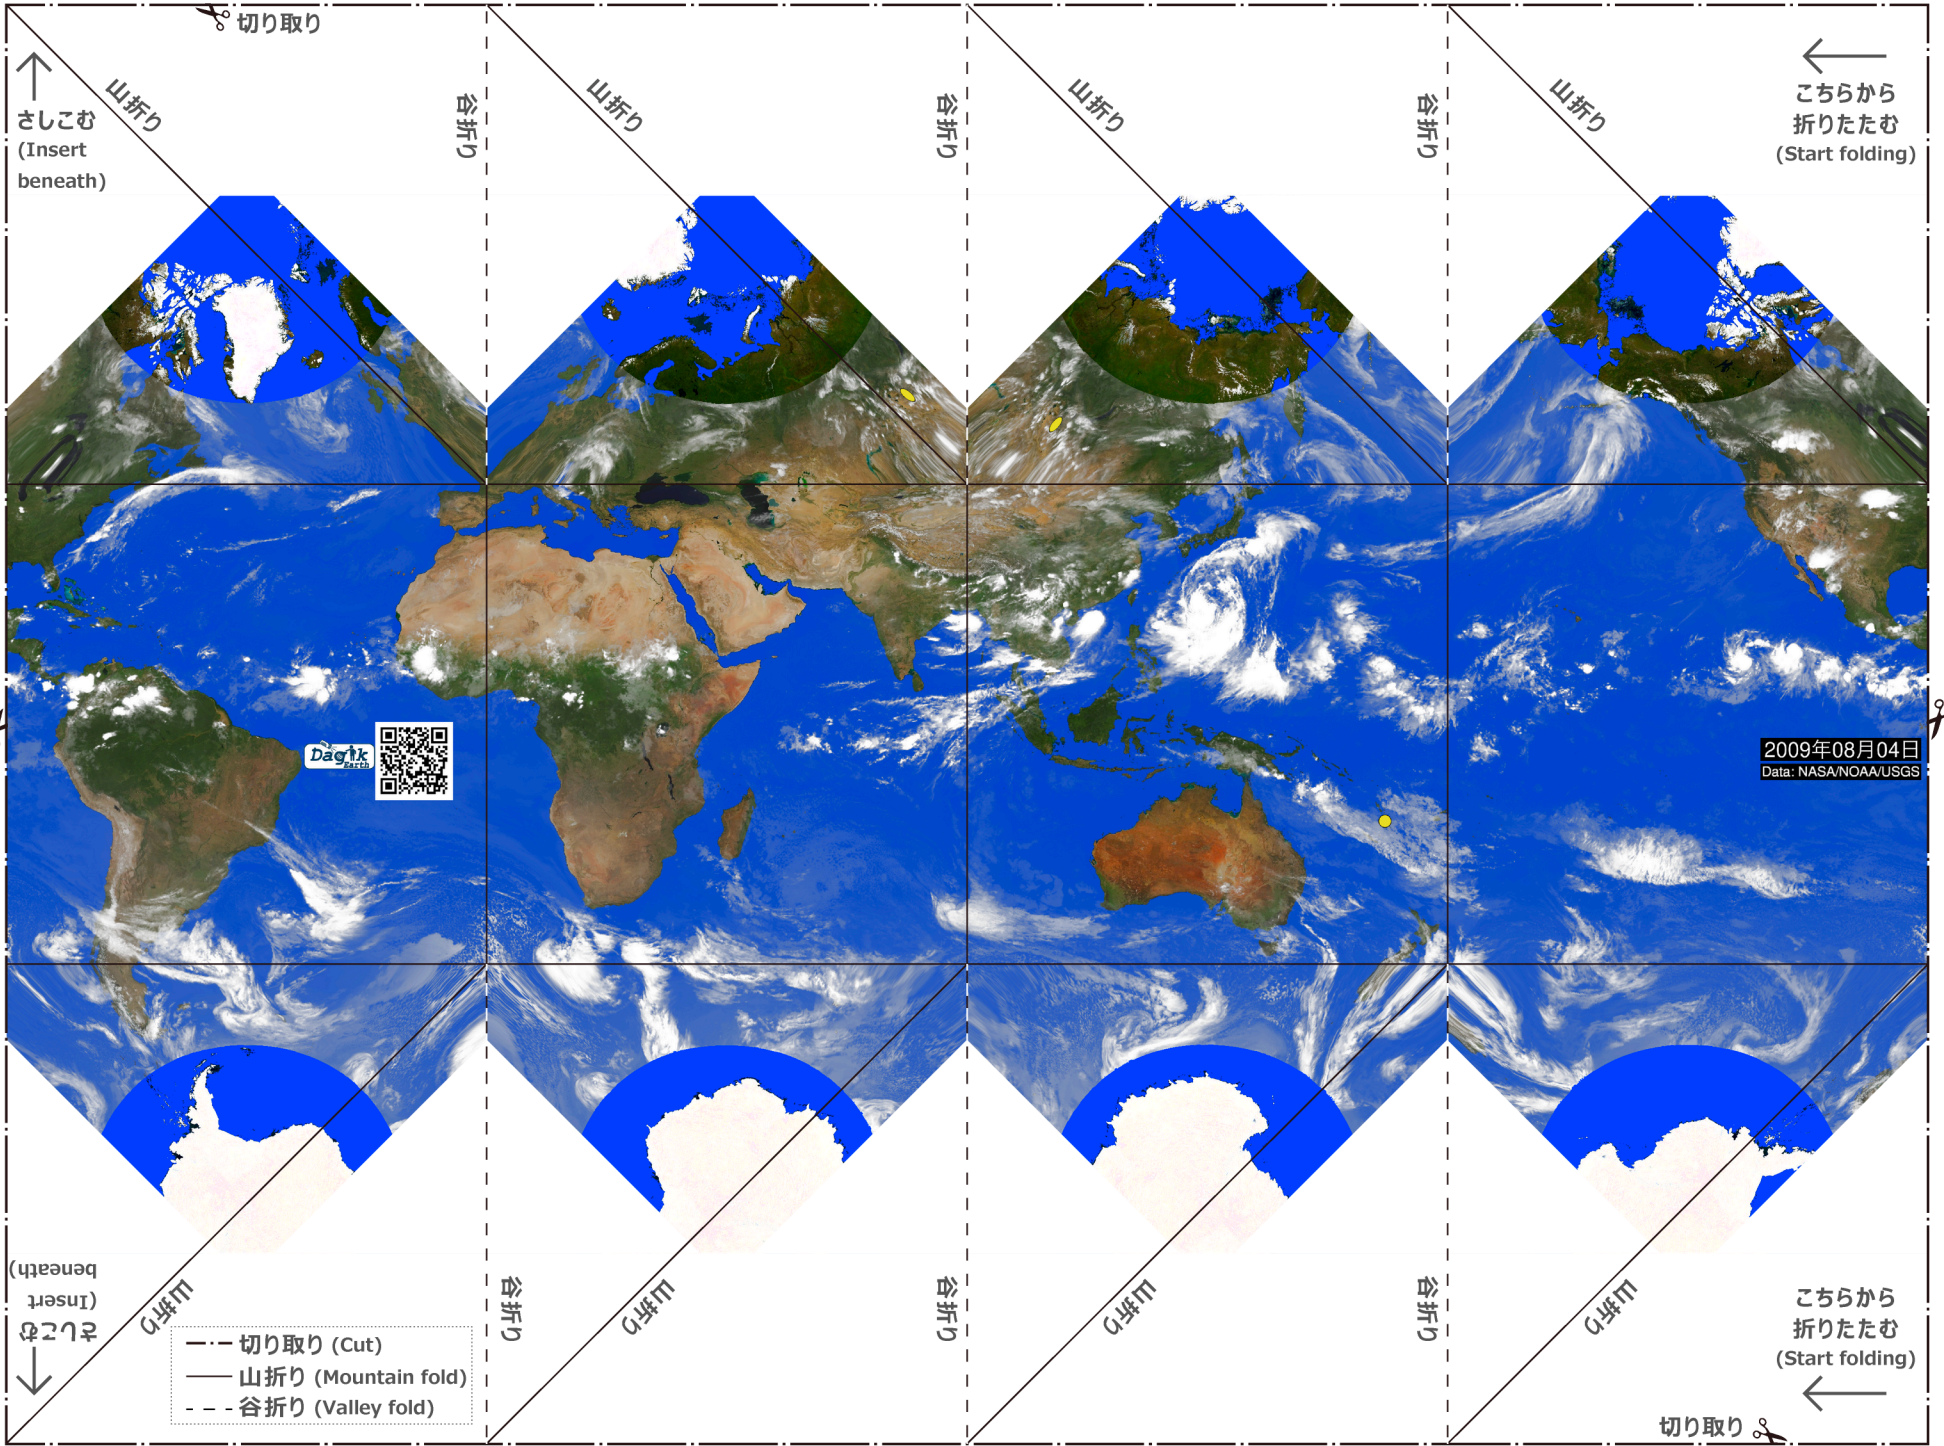 切り取り
山折り
谷折り
山折り
谷折り
山折り
谷折り
山折り
さしこむ
(Insert
beneath)
こちらから
折りたたむ
(Start folding)
Dagik
Earth
2009年08月04日
Data: NASA/NOAA/USGS
さしこむ
(Insert
beneath)
山折り
谷折り
山折り
谷折り
山折り
谷折り
山折り
こちらから
折りたたむ
(Start folding)
切り取り (Cut)
山折り (Mountain fold)
谷折り (Valley fold)
切り取り